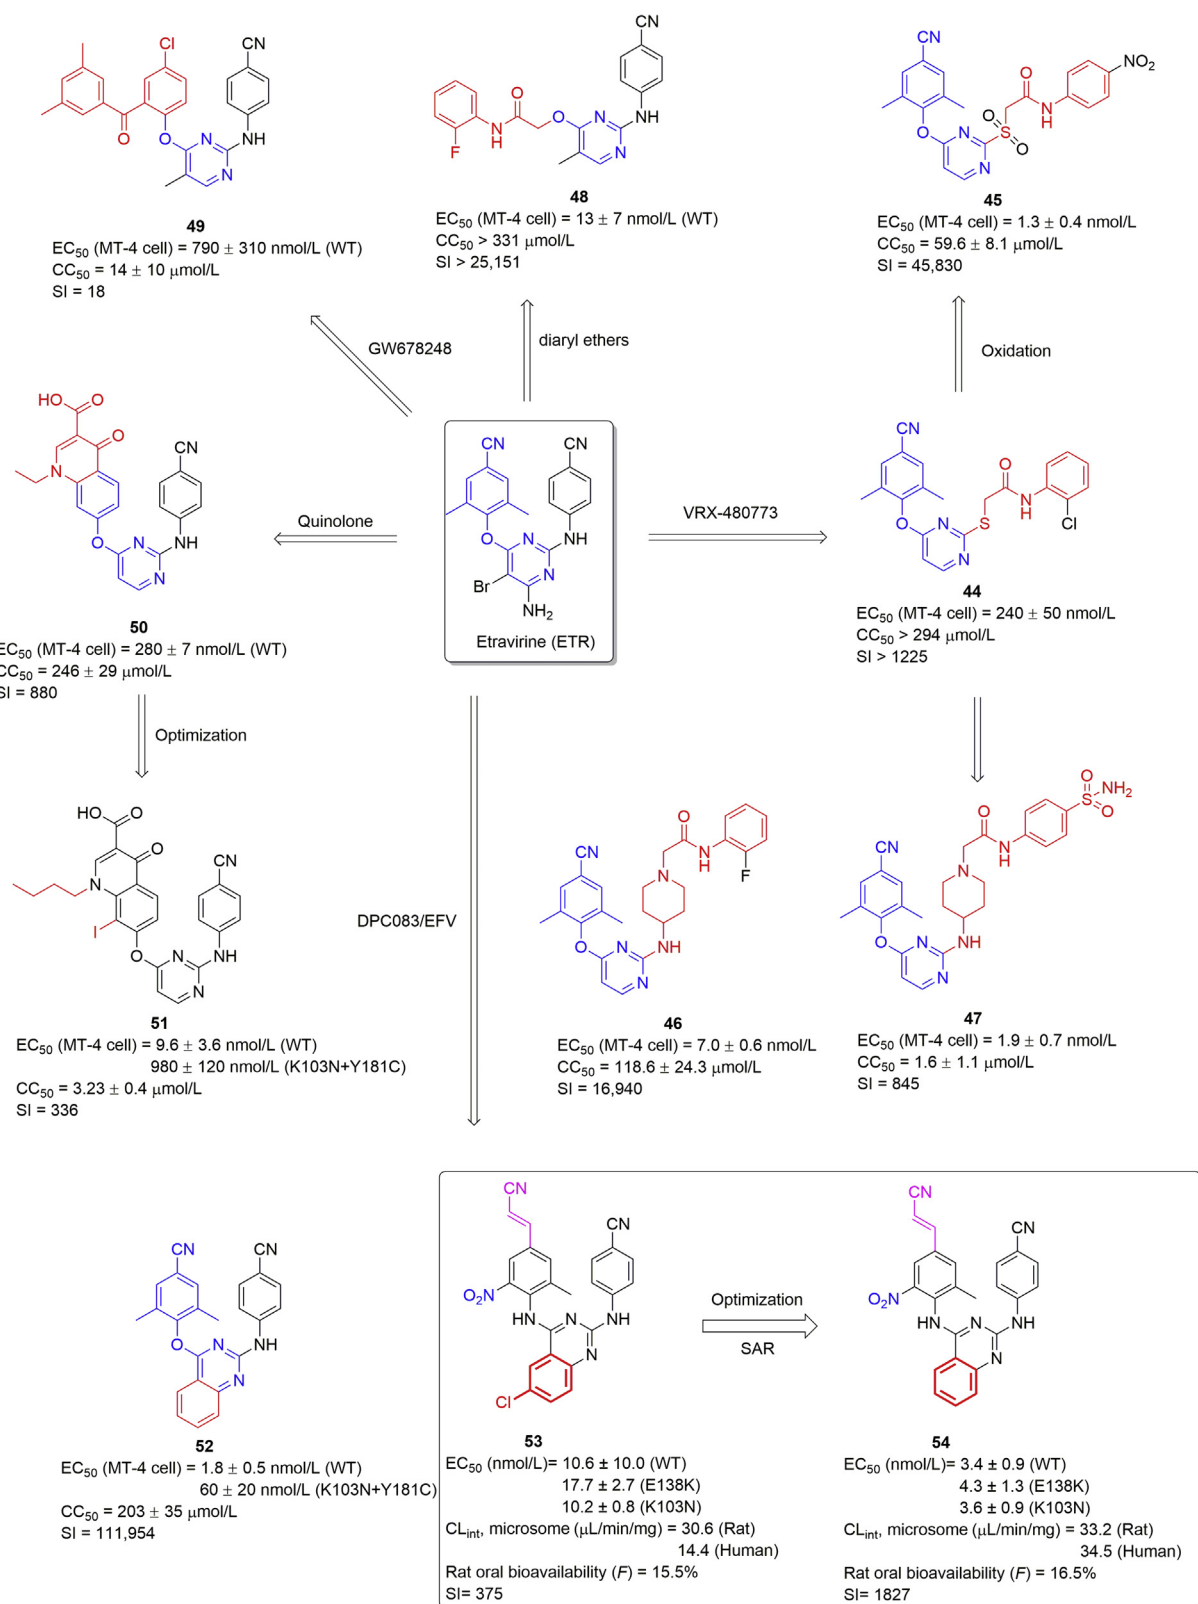 CN
Cl
CN
O
O
N
NH
N
49
EC50 (MT-4 cell) = 790 ± 310 nmol/L (WT)
CC50 = 14 ± 10 μmol/L
SI = 18
CN
O
N
H
F
O
N
NH
N
48
EC50 (MT-4 cell) = 13 ± 7 nmol/L (WT)
CC50 > 331 μmol/L
SI > 25,151
CN
NO2
O
N
H
O
O
S
O
N
N
45
EC50 (MT-4 cell) = 1.3 ± 0.4 nmol/L
CC50 = 59.6 ± 8.1 μmol/L
SI = 45,830
GW678248
diaryl ethers
Oxidation
HO
O
O
N
CN
O
N
NH
N
50
EC50 (MT-4 cell) = 280 ± 7 nmol/L (WT)
CC50 = 246 ± 29 μmol/L
SI = 880
Quinolone
CN
CN
O
N
NH
N
Br
NH2
Etravirine (ETR)
VRX-480773
CN
O
N
H
Cl
O
N
S
N
44
EC50 (MT-4 cell) = 240 ± 50 nmol/L
CC50 > 294 μmol/L
SI > 1225
Optimization
HO
O
O
N
I
CN
O
N
NH
N
51
EC50 (MT-4 cell) = 9.6 ± 3.6 nmol/L (WT)
980 ± 120 nmol/L (K103N+Y181C)
CC50 = 3.23 ± 0.4 μmol/L
SI = 336
DPC083/EFV
CN
O
N
H
F
N
O
N
NH
N
46
EC50 (MT-4 cell) = 7.0 ± 0.6 nmol/L
CC50 = 118.6 ± 24.3 μmol/L
SI = 16,940
CN
O
S
NH2
O
O
N
H
N
O
N
NH
N
47
EC50 (MT-4 cell) = 1.9 ± 0.7 nmol/L
CC50 = 1.6 ± 1.1 μmol/L
SI = 845
CN
CN
O
N
NH
N
52
EC50 (MT-4 cell) = 1.8 ± 0.5 nmol/L (WT)
60 ± 20 nmol/L (K103N+Y181C)
CC50 = 203 ± 35 μmol/L
SI = 111,954
CN
CN
O2N
HN
N
NH
N
Cl
53
EC50 (nmol/L)= 10.6 ± 10.0 (WT)
17.7 ± 2.7 (E138K)
10.2 ± 0.8 (K103N)
CLint, microsome (μL/min/mg) = 30.6 (Rat)
14.4 (Human)
Rat oral bioavailability (F) = 15.5%
SI= 375
Optimization
SAR
CN
CN
O2N
HN
N
NH
N
54
EC50 (nmol/L)= 3.4 ± 0.9 (WT)
4.3 ± 1.3 (E138K)
3.6 ± 0.9 (K103N)
CLint, microsome (μL/min/mg) = 33.2 (Rat)
34.5 (Human)
Rat oral bioavailability (F) = 16.5%
SI= 1827